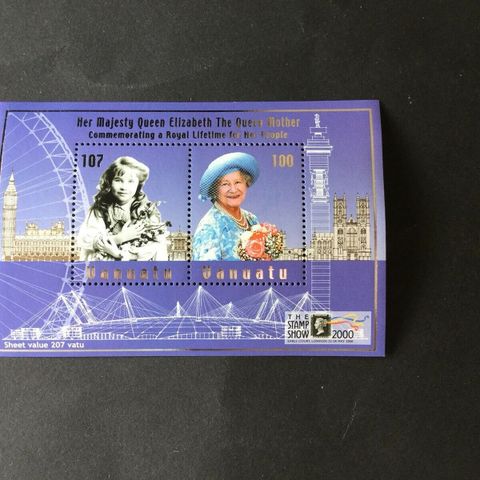 Her Majesty Queen Elizabeth The Queen Mother
Commemorating a Royal Lifetime for Her People
107
100
Vanuatu
Vanuatu
THE
STAMP
SHOW
2000
Sheet value 207 vatu